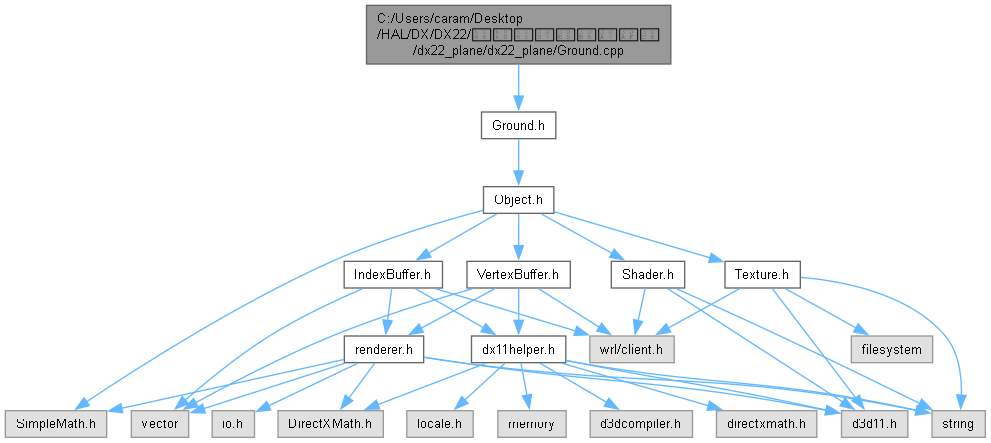 C:/Users/caram/Desktop
/HAL/DX/DX22/
/dx22_plane/dx22_plane/Ground.cpp
Ground.h
Object.h
IndexBuffer.h
VertexBuffer.h
Shader.h
Texture.h
renderer.h
dx11helper.h
wrl/client.h
filesystem
SimpleMath.h
vector
io.h
DirectXMath.h
locale.h
memory
d3dcompiler.h
directxmath.h
d3d11.h
string